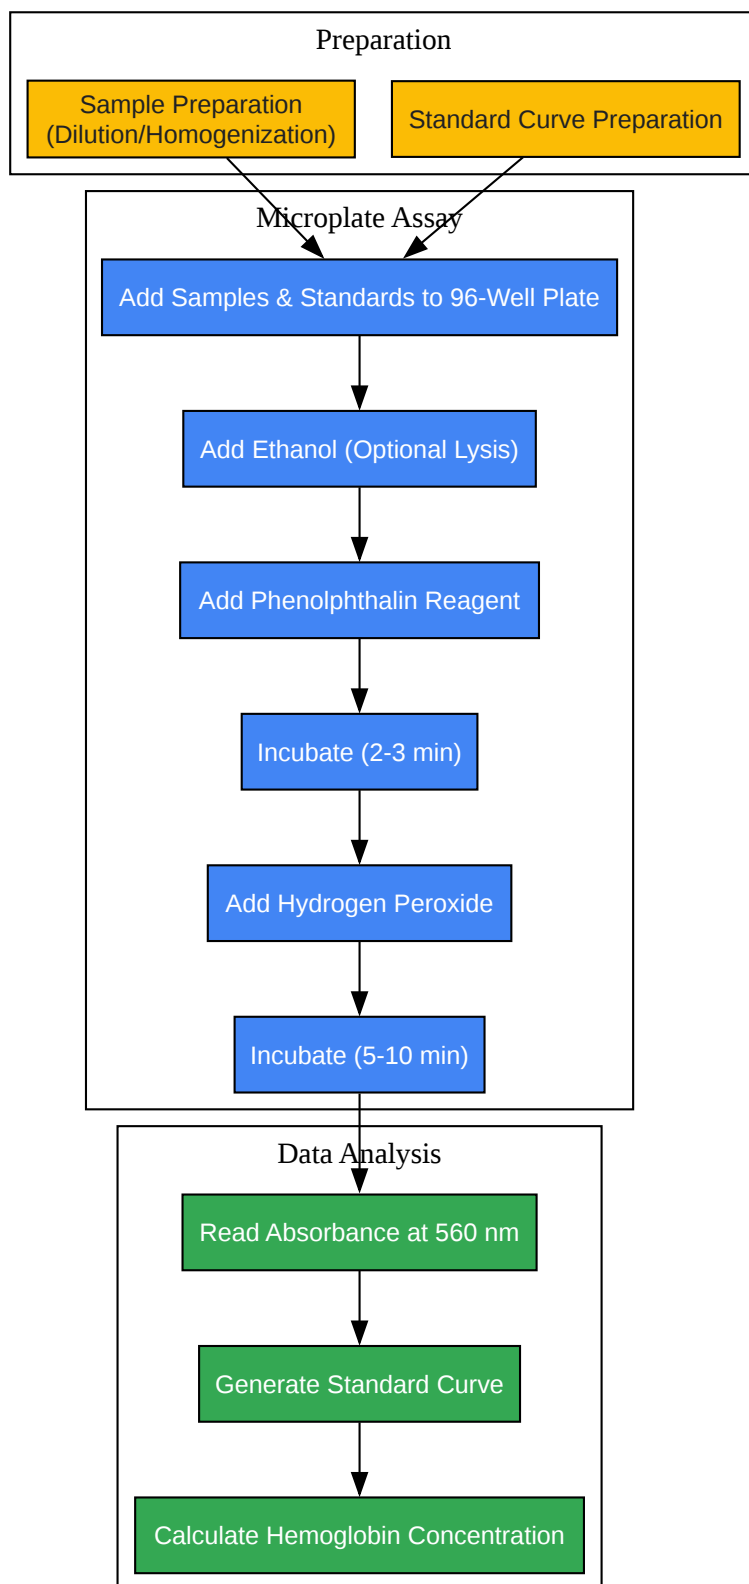 Preparation
Sample Preparation
(Dilution/Homogenization)
Standard Curve Preparation
Microplate Assay
Add Samples & Standards to 96-Well Plate
Add Ethanol (Optional Lysis)
Add Phenolphthalin Reagent
Incubate (2-3 min)
Add Hydrogen Peroxide
Incubate (5-10 min)
Data Analysis
Read Absorbance at 560 nm
Generate Standard Curve
Calculate Hemoglobin Concentration